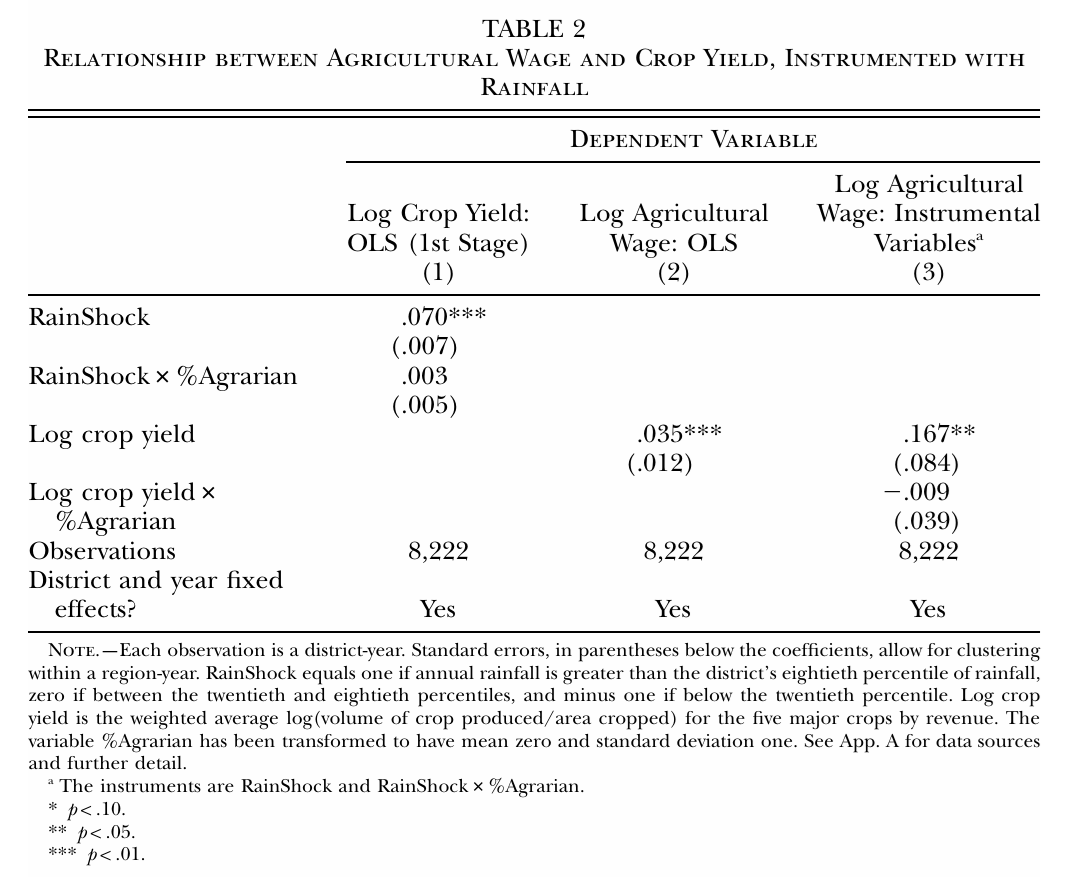 TABLE 2
Relationship between Agricultural Wage and Crop Yield, Instrumented with
Rainfall
Dependent Variable
Log Crop Yield: OLS (1st Stage) (1)
Log Agricultural Wage: OLS (2)
Log Agricultural Wage: Instrumental Variablesᵃ (3)
RainShock .070***
(.007)
RainShock × %Agrarian .003
(.005)
Log crop yield .035*** .167**
(.012) (.084)
Log crop yield × −.009
%Agrarian (.039)
Observations 8,222 8,222 8,222
District and year fixed
effects? Yes Yes Yes
Note.—Each observation is a district-year. Standard errors, in parentheses below the coefficients, allow for clustering
within a region-year. RainShock equals one if annual rainfall is greater than the district's eightieth percentile of rainfall,
zero if between the twentieth and eightieth percentiles, and minus one if below the twentieth percentile. Log crop
yield is the weighted average log(volume of crop produced/area cropped) for the five major crops by revenue. The
variable %Agrarian has been transformed to have mean zero and standard deviation one. See App. A for data sources
and further detail.
ᵃ The instruments are RainShock and RainShock × %Agrarian.
* p < .10.
** p < .05.
*** p < .01.